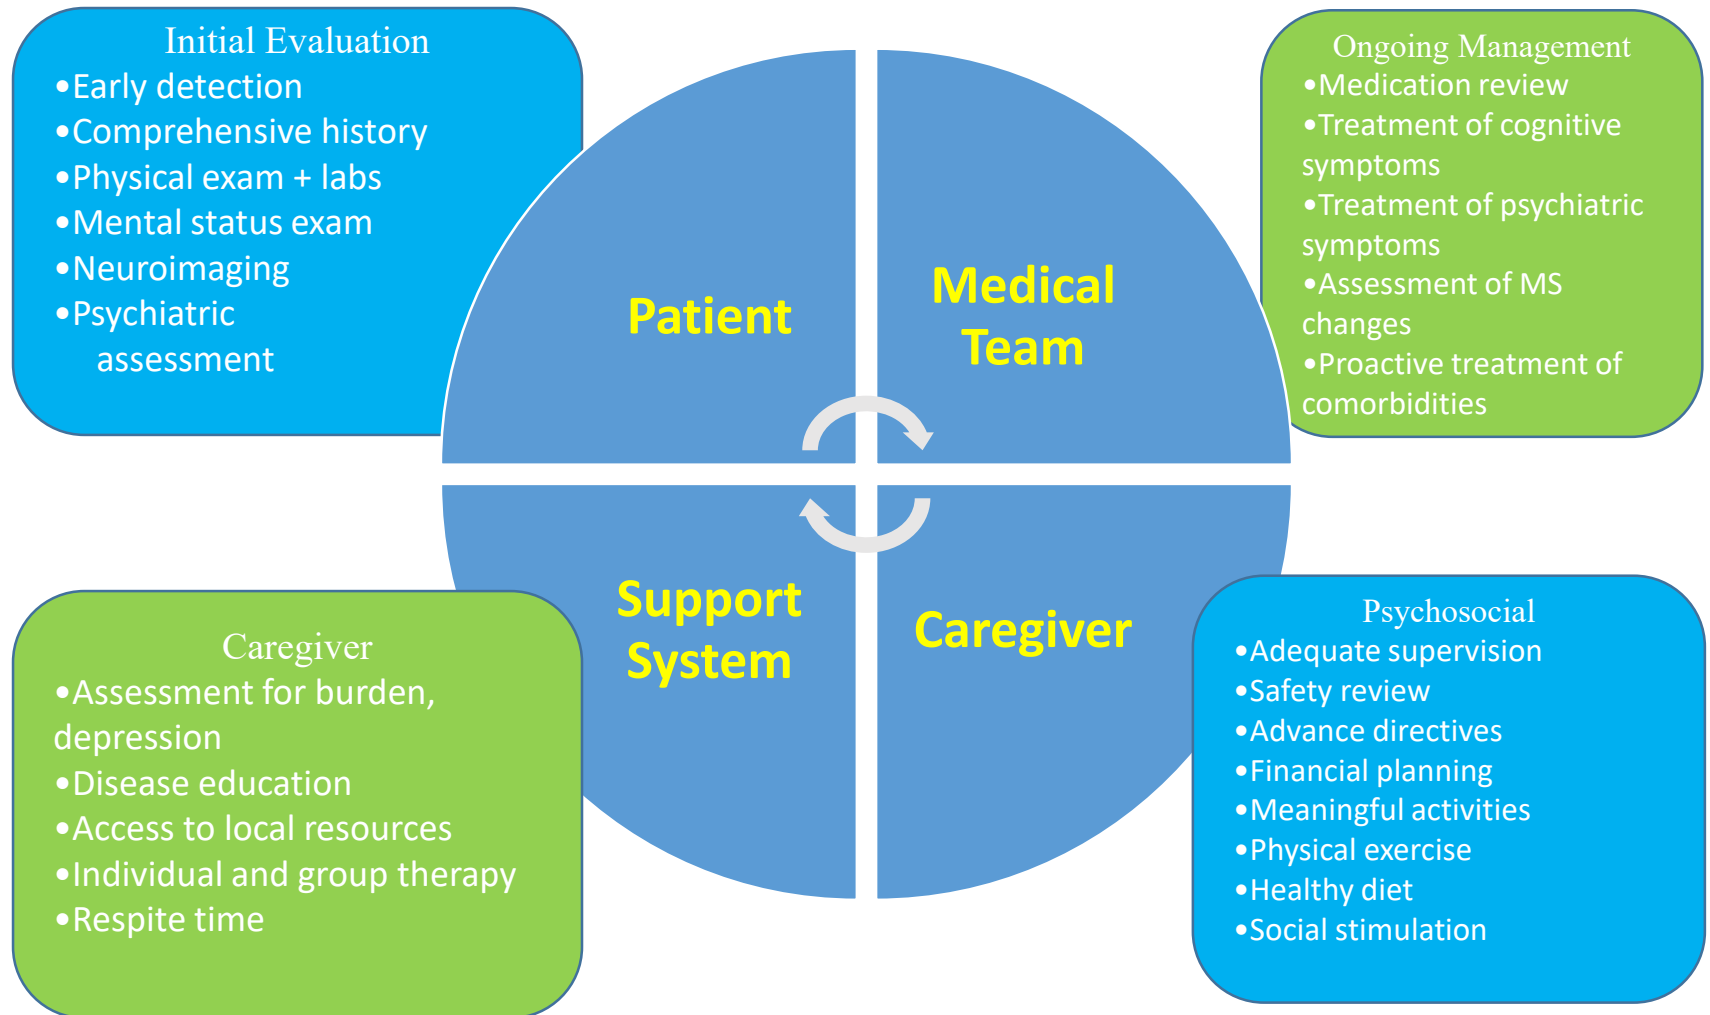 Initial Evaluation
•Early detection
•Comprehensive history
•Physical exam + labs
•Mental status exam
•Neuroimaging
•Psychiatric
assessment
Ongoing Management
•Medication review
•Treatment of cognitive
symptoms
•Treatment of psychiatric
symptoms
•Assessment of MS
changes
•Proactive treatment of
comorbidities
Patient
Medical
Team
Support
System
Caregiver
Caregiver
•Assessment for burden,
depression
•Disease education
•Access to local resources
•Individual and group therapy
•Respite time
Psychosocial
•Adequate supervision
•Safety review
•Advance directives
•Financial planning
•Meaningful activities
•Physical exercise
•Healthy diet
•Social stimulation